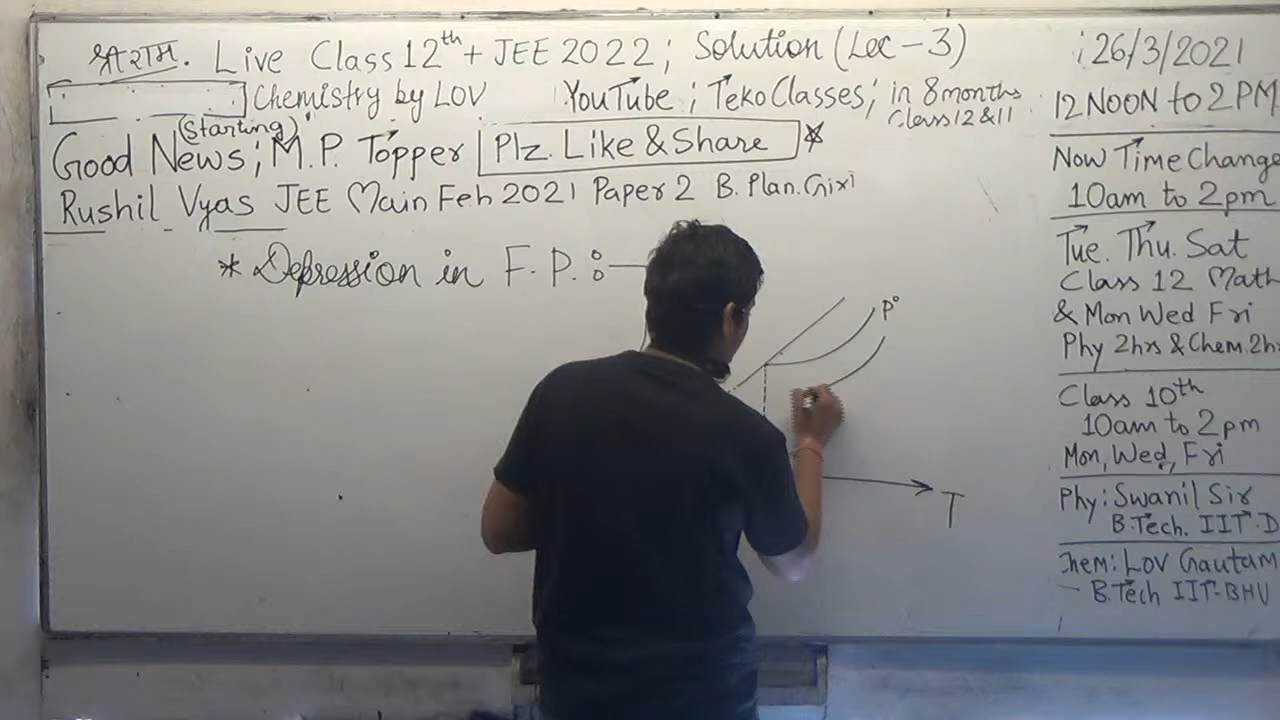 श्री राम. Live Class 12th + JEE 2022 ; Solution (Lec - 3)
Chemistry by LOV YouTube ; TekoClasses ; in 8 months
Class 12 & 11
(Starting)
Good News ; M.P. Topper Plz. Like & Share *
Rushil Vyas JEE Main Feb 2021 Paper 2 B. Plan.
* Depression in F. P. :-
P°
T
26/3/2021
12 NOON to 2 PM
Now Time Change
10am to 2pm
Tue. Thu. Sat
Class 12 Math
& Mon Wed Fri
Phy 2hrs & Chem. 2h
Class 10th
10am to 2pm
Mon, Wed, Fri
Phy : Swanil Sir
B.Tech. IIT-D
Chem : Lov Gautam
B.Tech IIT-BHU